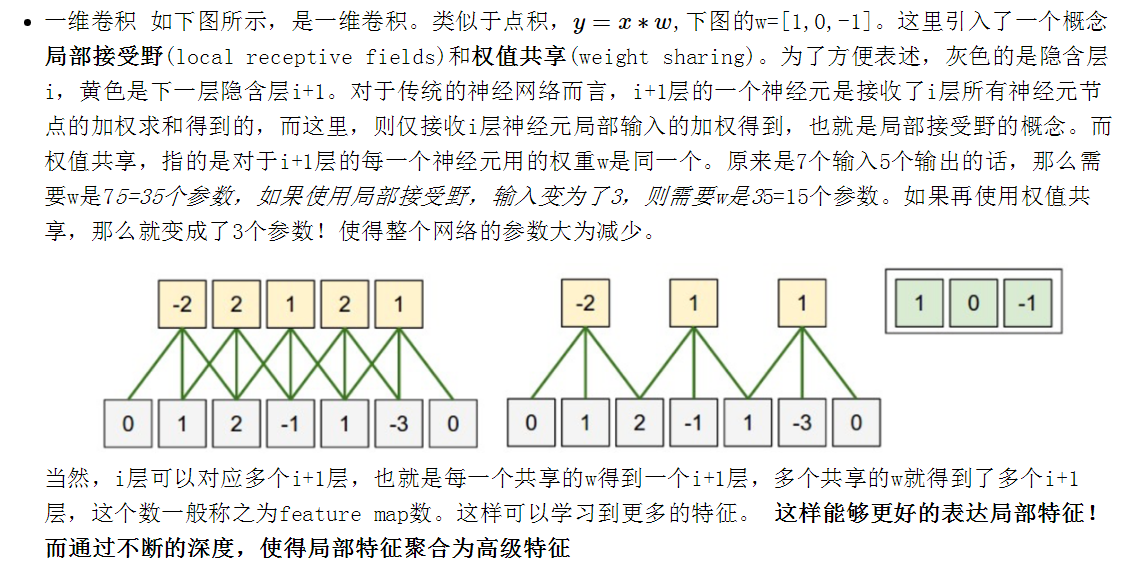 一维卷积 如下图所示，是一维卷积。类似于点积，y = x ∗ w,下图的w=[1,0,-1]。这里引入了一个概念
局部接受野(local receptive fields)和权值共享(weight sharing)。为了方便表述，灰色的是隐含层
i，黄色是下一层隐含层i+1。对于传统的神经网络而言，i+1层的一个神经元是接收了i层所有神经元节
点的加权求和得到的，而这里，则仅接收i层神经元局部输入的加权得到，也就是局部接受野的概念。而
权值共享，指的是对于i+1层的每一个神经元用的权重w是同一个。原来是7个输入5个输出的话，那么需
要w是75=35个参数，如果使用局部接受野，输入变为了3，则需要w是35=15个参数。如果再使用权值共
享，那么就变成了3个参数！使得整个网络的参数大为减少。
-2 2 1 2 1
0 1 2 -1 1 -3 0
-2 1 1
0 1 2 -1 1 -3 0
1 0 -1
当然，i层可以对应多个i+1层，也就是每一个共享的w得到一个i+1层，多个共享的w就得到了多个i+1
层，这个数一般称之为feature map数。这样可以学习到更多的特征。 这样能够更好的表达局部特征！
而通过不断的深度，使得局部特征聚合为高级特征